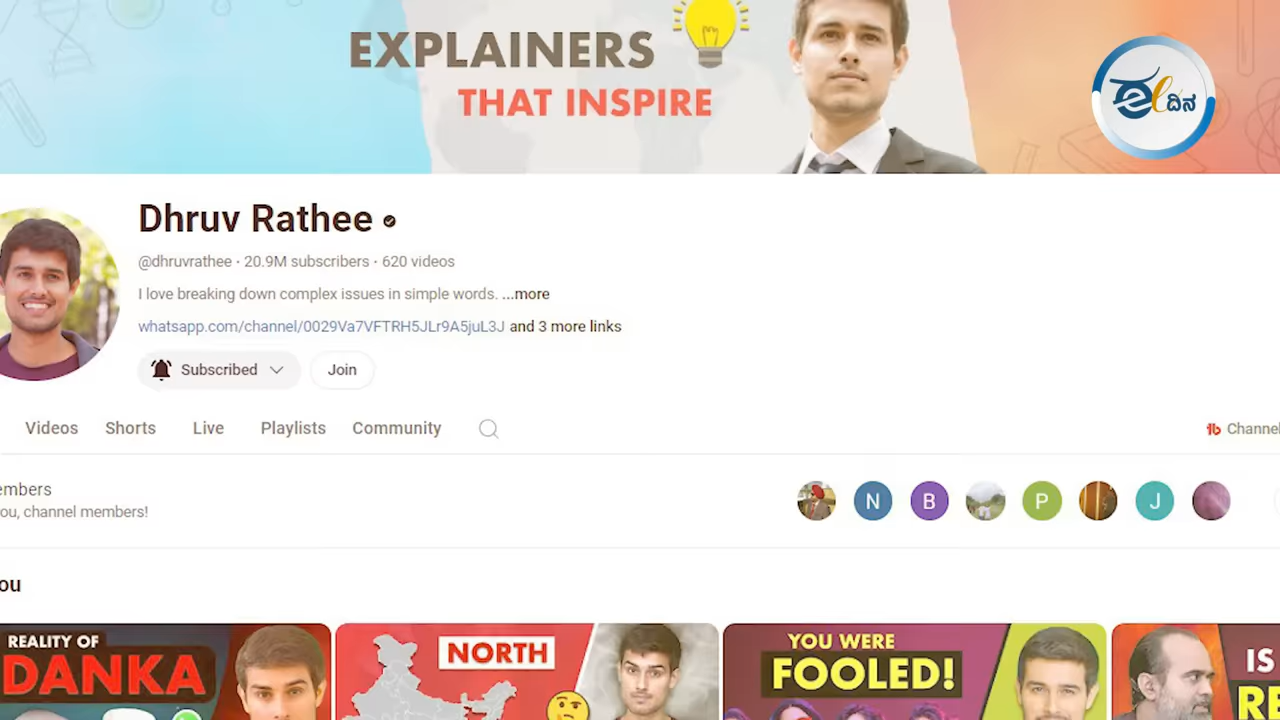 EXPLAINERS
THAT INSPIRE
ಈ el ದಿನ
Dhruv Rathee
@dhruvrathee · 20.9M subscribers · 620 videos
I love breaking down complex issues in simple words. ...more
whatsapp.com/channel/0029Va7VFTRH5JLr9A5juL3J and 3 more links
Subscribed
Join
Videos Shorts Live Playlists Community
Channel
embers
ou, channel members!
N B P J
ou
REALITY OF
DANKA
NORTH
YOU WERE
FOOLED!
IS
RE